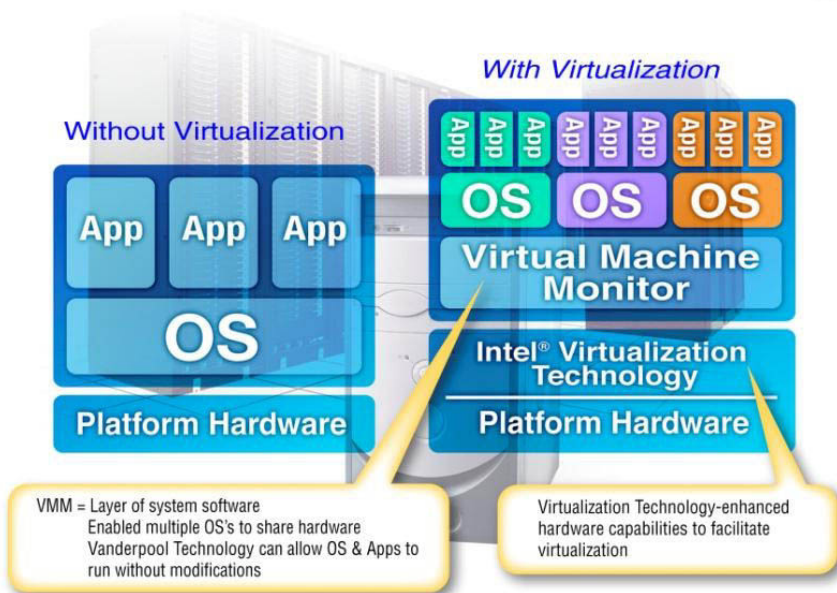 Without Virtualization
App App App
OS
Platform Hardware
With Virtualization
App App App App App App App App App
OS OS OS
Virtual Machine
Monitor
Intel® Virtualization
Technology
Platform Hardware
VMM = Layer of system software
Enabled multiple OS's to share hardware
Vanderpool Technology can allow OS & Apps to
run without modifications
Virtualization Technology-enhanced
hardware capabilities to facilitate
virtualization